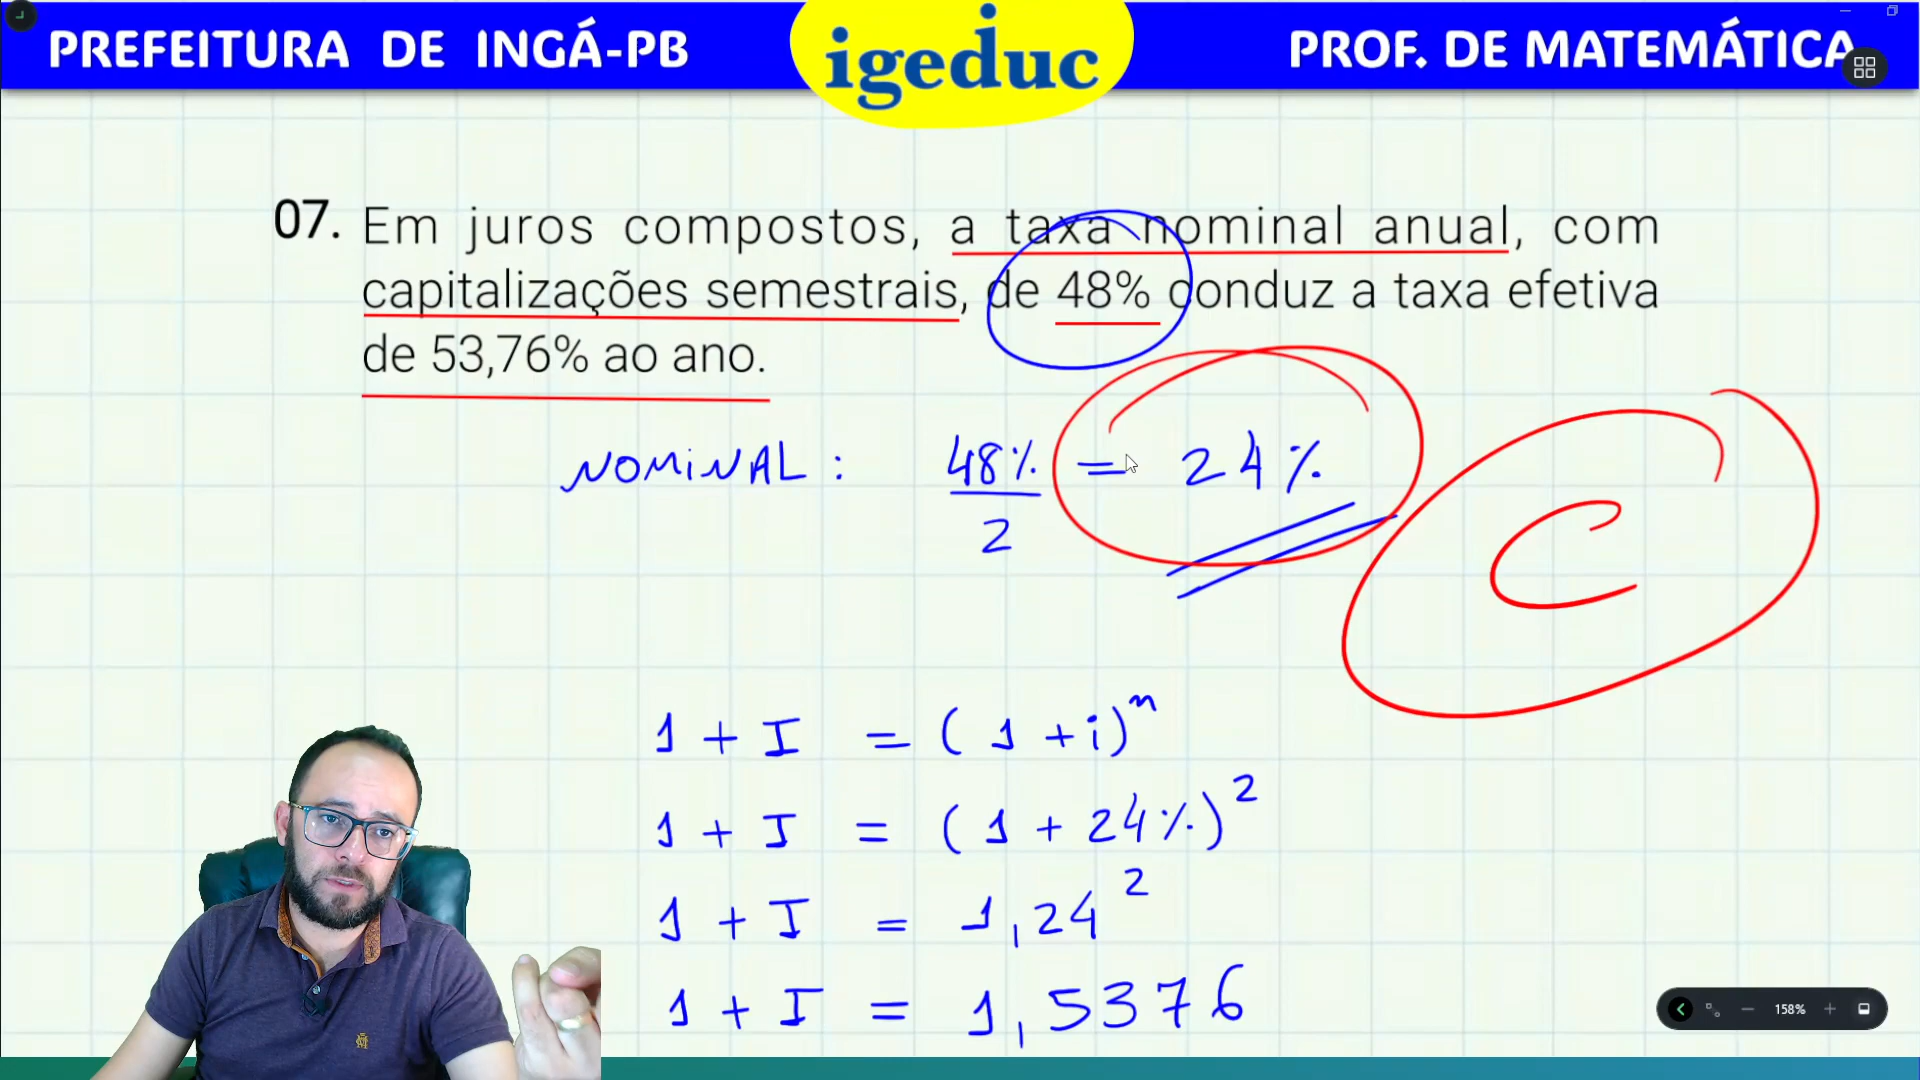 PREFEITURA DE INGÁ-PB
igeduc
PROF. DE MATEMÁTICA
07. Em juros compostos, a taxa nominal anual, com
capitalizações semestrais, de 48% conduz a taxa efetiva
de 53,76% ao ano.
NOMINAL: 48% = 24%
2
C
1 + I = (1 + i)ⁿ
1 + I = (1 + 24%)²
1 + I = 1,24²
1 + I = 1,5376
158%